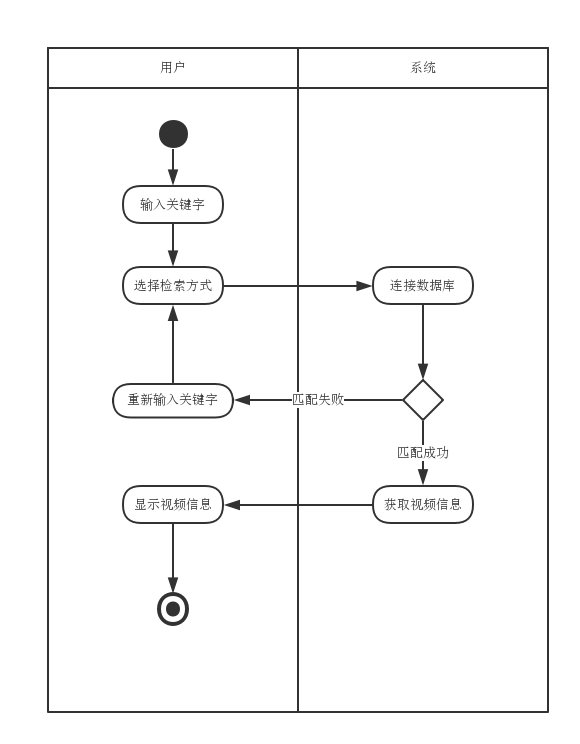 用户
系统
输入关键字
选择检索方式
连接数据库
重新输入关键字
匹配失败
匹配成功
显示视频信息
获取视频信息